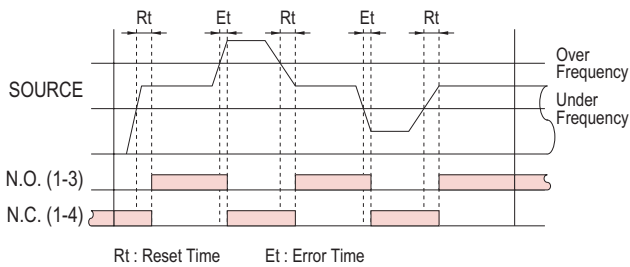 Rt Et Rt Et Rt
Over
Frequency
SOURCE
Under
Frequency
N.O. (1-3)
N.C. (1-4)
Rt : Reset Time Et : Error Time